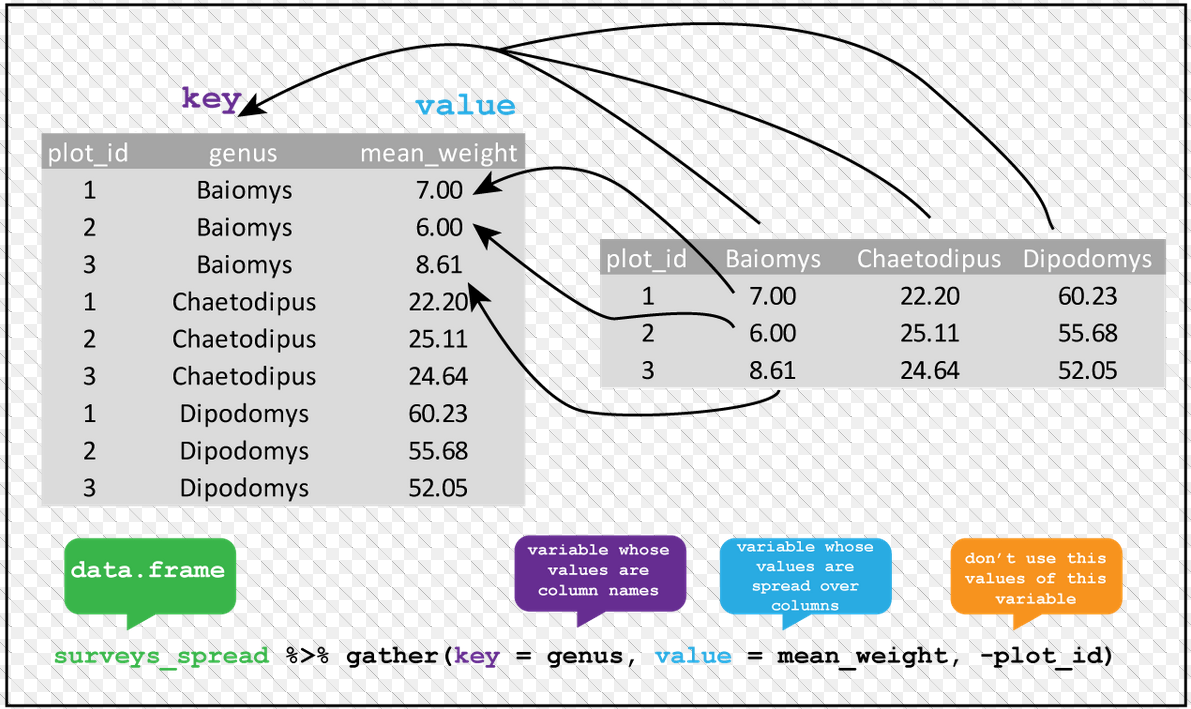 key
value
plot_id genus mean_weight
1 Baiomys 7.00
2 Baiomys 6.00
3 Baiomys 8.61
1 Chaetodipus 22.20
2 Chaetodipus 25.11
3 Chaetodipus 24.64
1 Dipodomys 60.23
2 Dipodomys 55.68
3 Dipodomys 52.05
plot_id Baiomys Chaetodipus Dipodomys
1 7.00 22.20 60.23
2 6.00 25.11 55.68
3 8.61 24.64 52.05
data.frame
variable whose
values are
column names
variable whose
values are
spread over
columns
don’t use this
values of this
variable
surveys_spread %>% gather(key = genus, value = mean_weight, -plot_id)